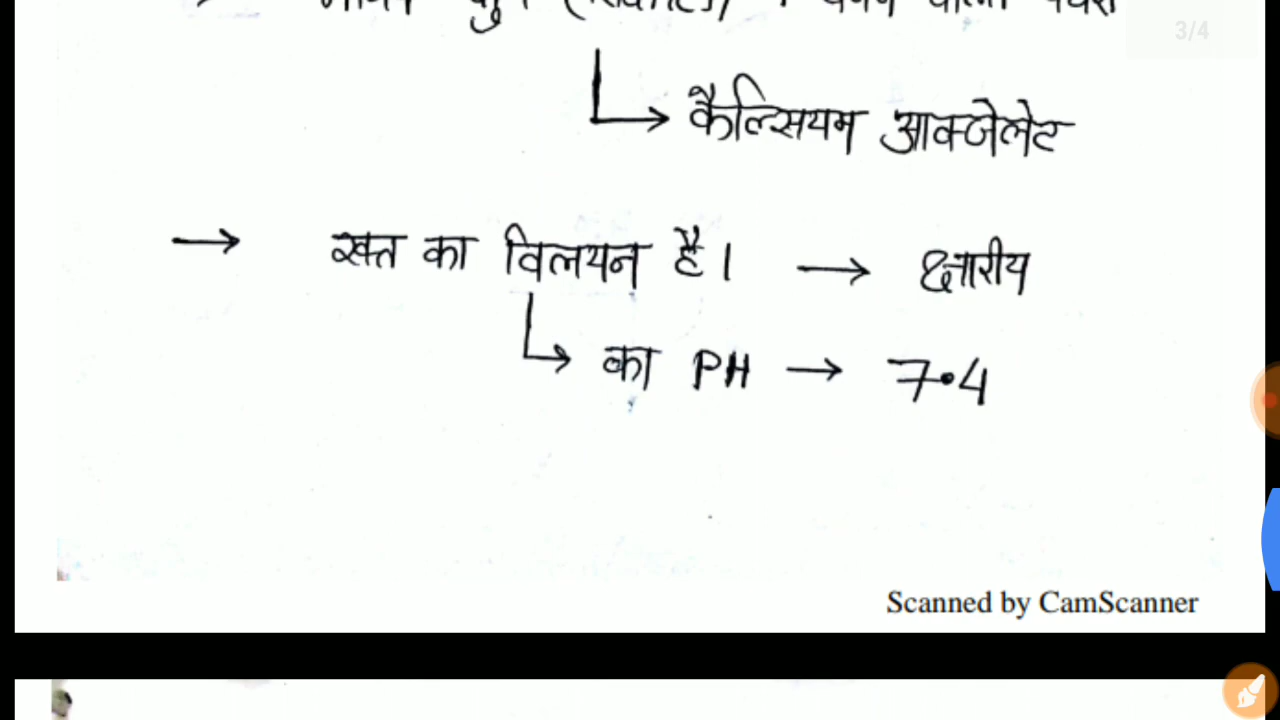 3/4
कैल्सियम आक्जेलेट
→ रक्त का विलयन है। → क्षारीय
का PH → 7.4
Scanned by CamScanner